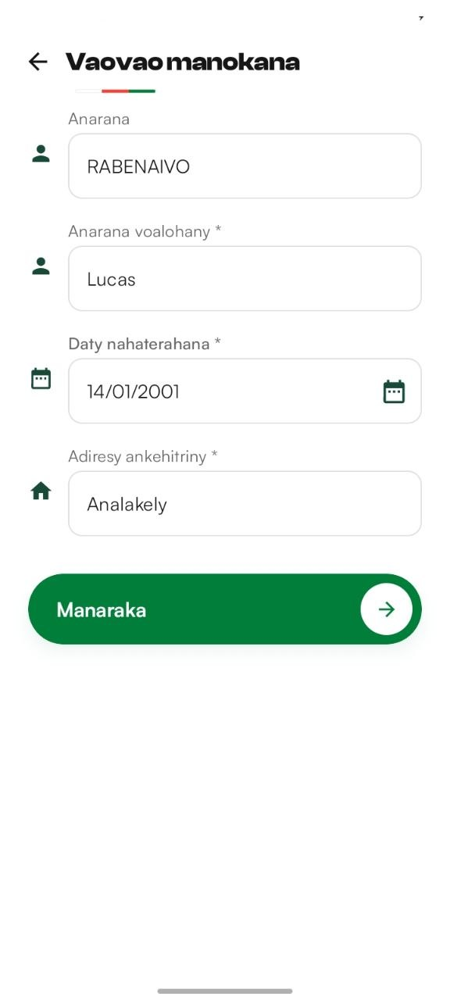 Vaovao manokana
Anarana
RABENAIVO
Anarana voalohany *
Lucas
Daty nahaterahana *
14/01/2001
Adiresy ankehitriny *
Analakely
Manaraka